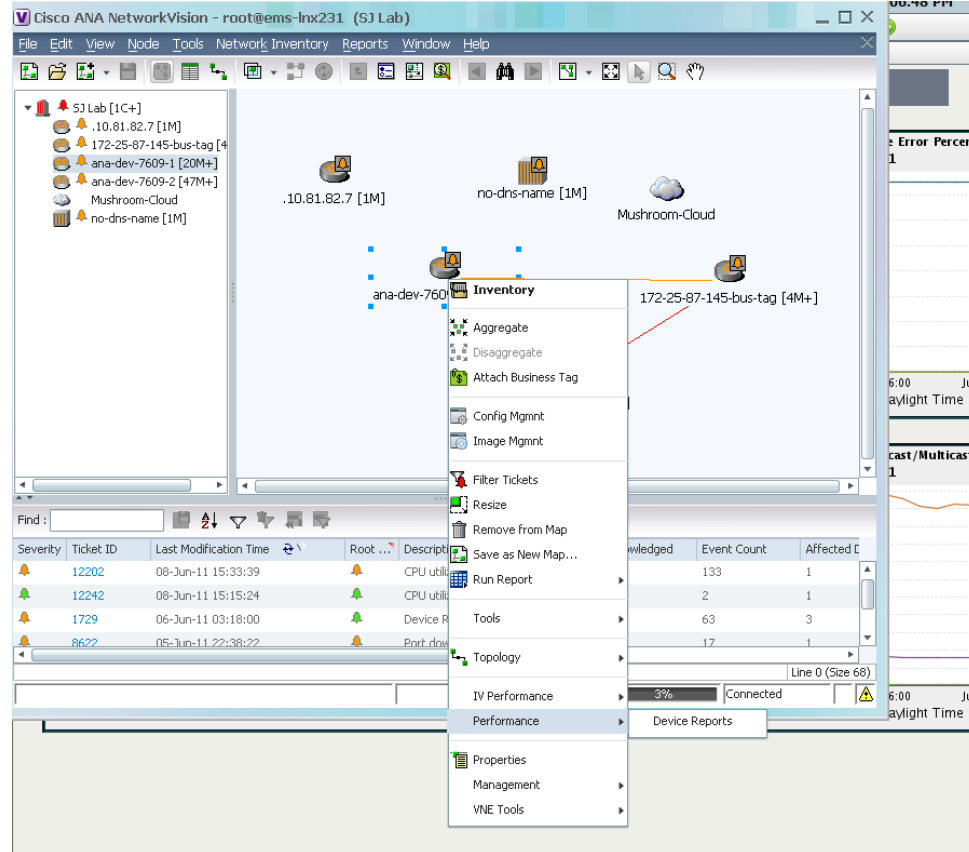 Cisco ANA NetworkVision - root@ems-lnx231 (SJ Lab)
File Edit View Node Tools Network Inventory Reports Window Help
SJ Lab [1C+]
.10.81.82.7 [1M]
172-25-87-145-bus-tag [4
ana-dev-7609-1 [20M+]
ana-dev-7609-2 [47M+]
Mushroom-Cloud
no-dns-name [1M]
.10.81.82.7 [1M]
no-dns-name [1M]
Mushroom-Cloud
ana-dev-760
172-25-87-145-bus-tag [4M+]
Inventory
Aggregate
Disaggregate
Attach Business Tag
Config Mgmnt
Image Mgmnt
Filter Tickets
Resize
Remove from Map
Save as New Map...
Run Report
Tools
Topology
IV Performance
Performance
Device Reports
Properties
Management
VNE Tools
Find :
Severity Ticket ID Last Modification Time Root ... Descripti wledged Event Count Affected D
12202 08-Jun-11 15:33:39 CPU utili 133 1
12242 08-Jun-11 15:15:24 CPU utili 2 1
1729 06-Jun-11 03:18:00 Device R 63 3
8622 05-Jun-11 22:38:22 Port dow 17 1
Line 0 (Size 68)
3% Connected
06:48 PM
e Error Percer
1
6:00 Ju
aylight Time
cast/Multicas
1
6:00 Ju
aylight Time